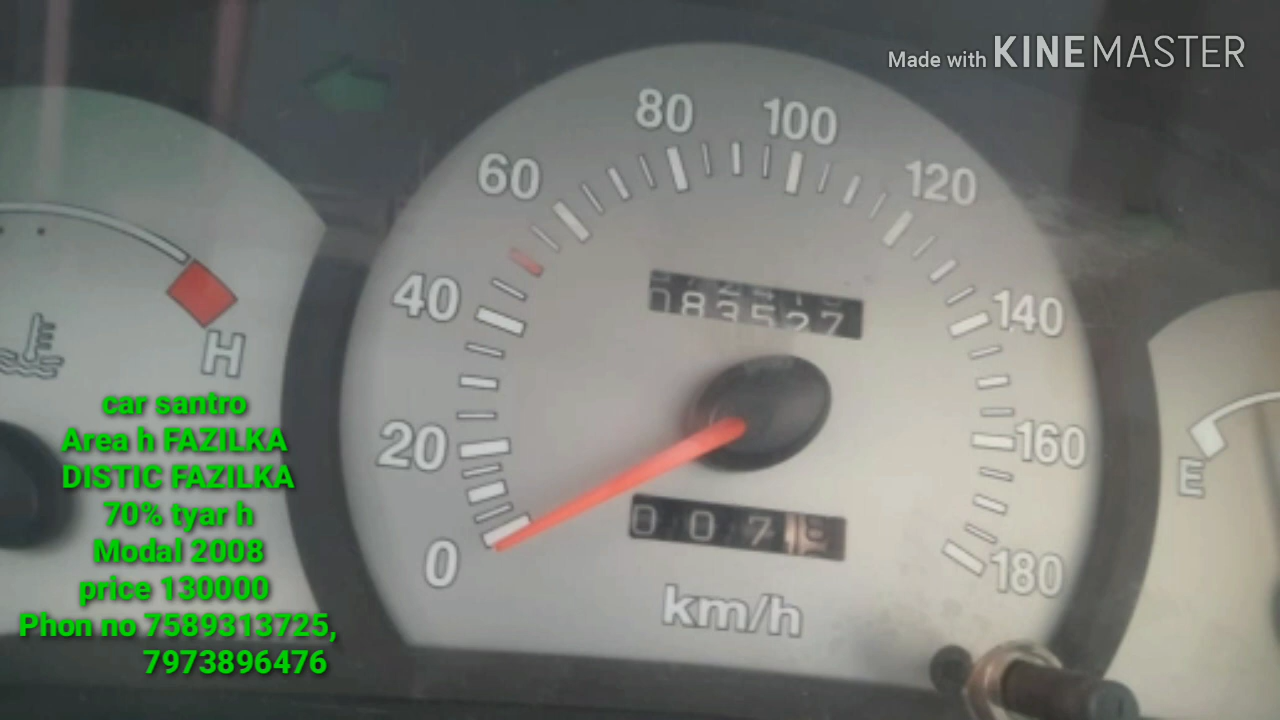 Made with KINEMASTER
80
100
60
120
40
140
083527
20
160
0
180
km/h
H
E
car santro
Area h FAZILKA
DISTIC FAZILKA
70% tyar h
Modal 2008
price 130000
Phon no 7589313725,
7973896476